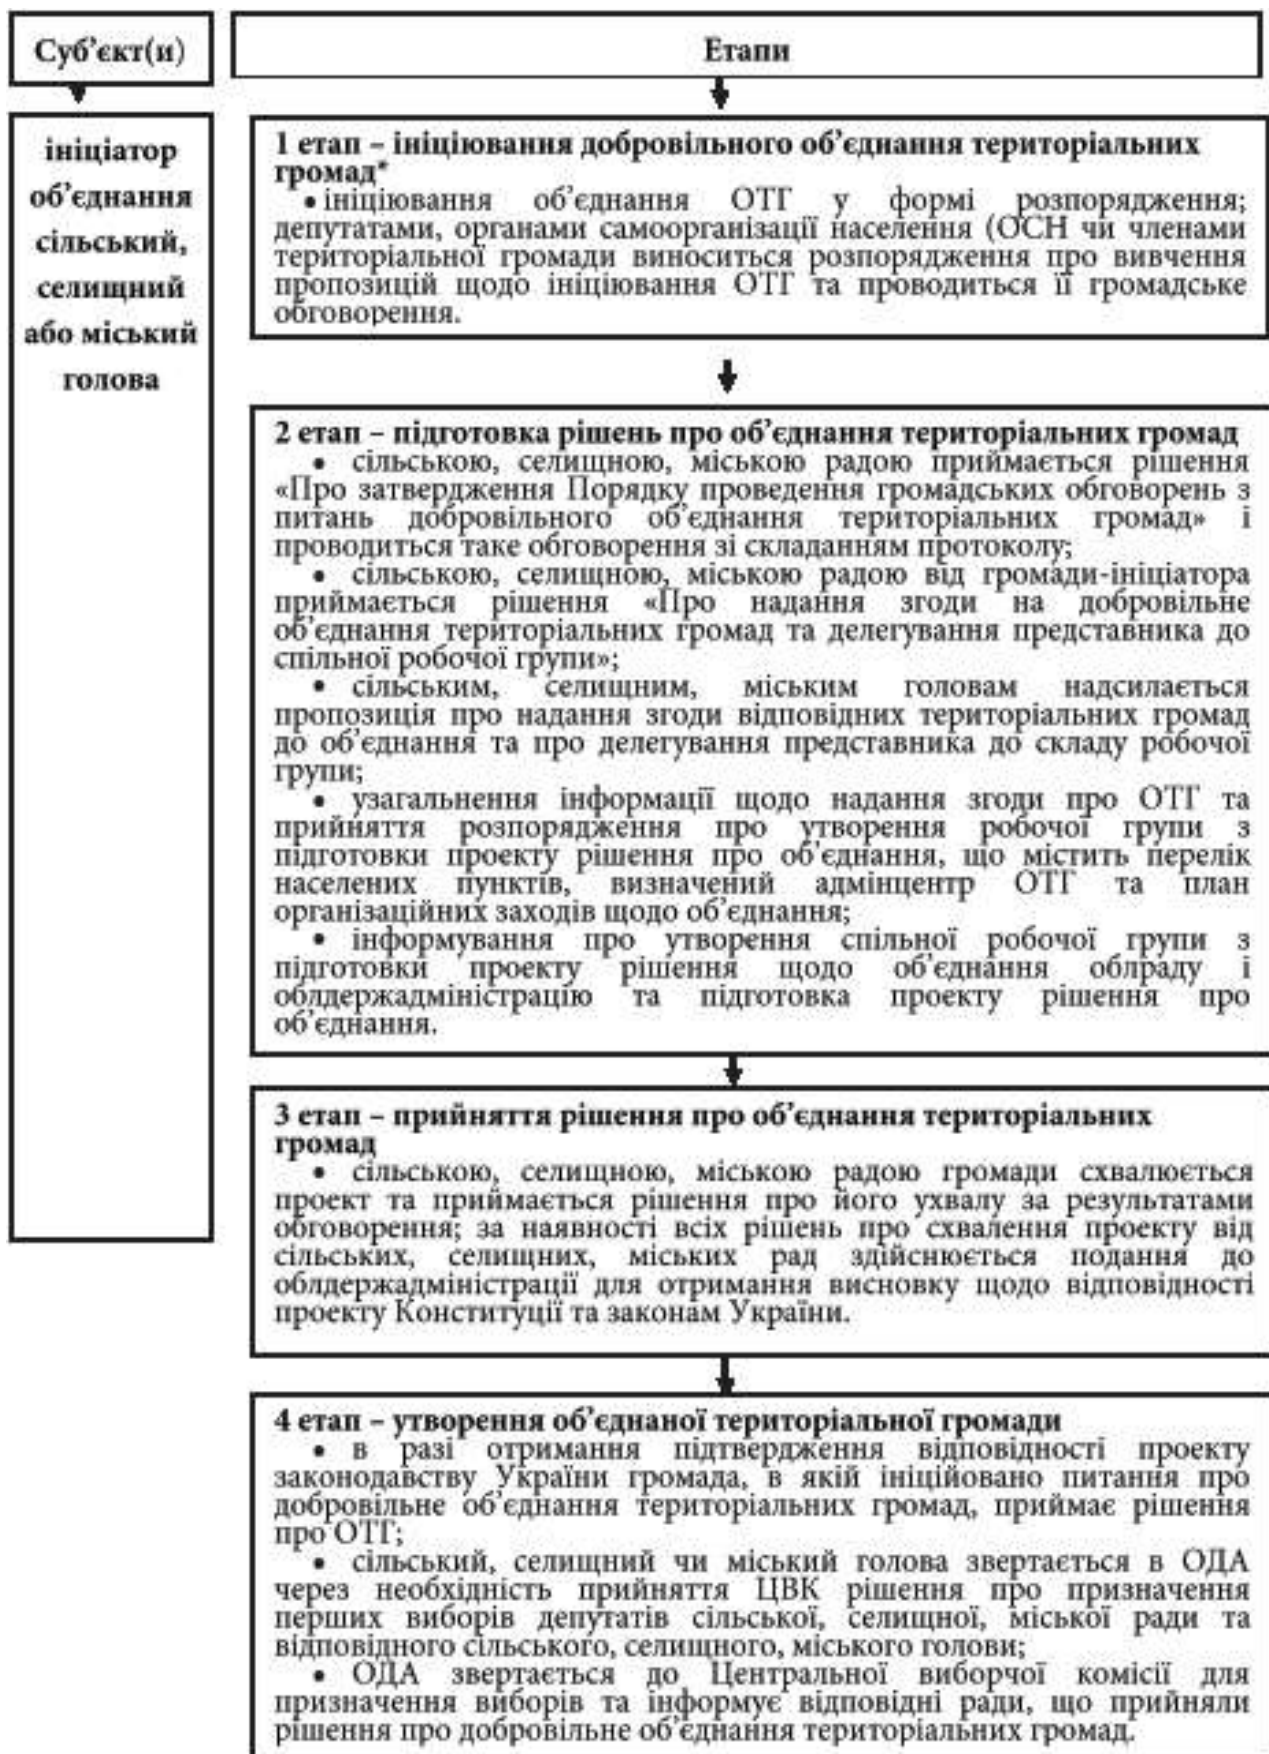 Суб’єкт(и)
Етапи
ініціатор
об’єднання
сільський,
селищний
або міський
голова
1 етап – ініціювання добровільного об’єднання територіальних
громад*
• ініціювання об’єднання ОТГ у формі розпорядження;
депутатами, органами самоорганізації населення (ОСН чи членами
територіальної громади виноситься розпорядження про вивчення
пропозицій щодо ініціювання ОТГ та проводиться її громадське
обговорення.
2 етап – підготовка рішень про об’єднання територіальних громад
• сільською, селищною, міською радою приймається рішення
«Про затвердження Порядку проведення громадських обговорень з
питань добровільного об’єднання територіальних громад» і
проводиться таке обговорення зі складанням протоколу;
• сільською, селищною, міською радою від громади-ініціатора
приймається рішення «Про надання згоди на добровільне
об’єднання територіальних громад та делегування представника до
спільної робочої групи»;
• сільським, селищним, міським головам надсилається
пропозиція про надання згоди відповідних територіальних громад
до об’єднання та про делегування представника до складу робочої
групи;
• узагальнення інформації щодо надання згоди про ОТГ та
прийняття розпорядження про утворення робочої групи з
підготовки проекту рішення про об’єднання, що містить перелік
населених пунктів, визначений адмінцентр ОТГ та план
організаційних заходів щодо об’єднання;
• інформування про утворення спільної робочої групи з
підготовки проекту рішення щодо об’єднання облраду і
облдержадміністрацію та підготовка проекту рішення про
об’єднання.
3 етап – прийняття рішення про об’єднання територіальних
громад
• сільською, селищною, міською радою громади схвалюється
проект та приймається рішення про його ухвалу за результатами
обговорення; за наявності всіх рішень про схвалення проекту від
сільських, селищних, міських рад здійснюється подання до
облдержадміністрації для отримання висновку щодо відповідності
проекту Конституції та законам України.
4 етап – утворення об’єднаної територіальної громади
• в разі отримання підтвердження відповідності проекту
законодавству України громада, в якій ініційовано питання про
добровільне об’єднання територіальних громад, приймає рішення
про ОТГ;
• сільський, селищний чи міський голова звертається в ОДА
через необхідність прийняття ЦВК рішення про призначення
перших виборів депутатів сільської, селищної, міської ради та
відповідного сільського, селищного, міського голови;
• ОДА звертається до Центральної виборчої комісії для
призначення виборів та інформує відповідні ради, що прийняли
рішення про добровільне об’єднання територіальних громад.